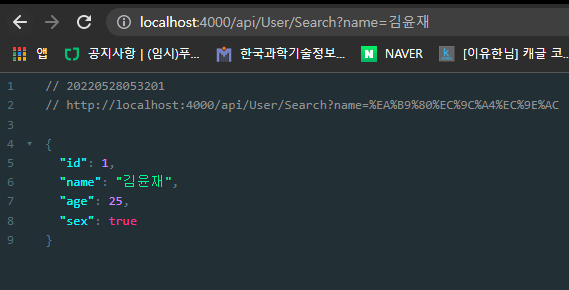 localhost:4000/api/User/Search?name=김윤재
앱 공지사항 | (임시)푸... 한국과학기술정보... NAVER [이유한님] 캐글 코...
1 // 20220528053201
2 // http://localhost:4000/api/User/Search?name=%EA%B9%80%EC%9C%A4%EC%9E%AC
3
4 {
5 "id": 1,
6 "name": "김윤재",
7 "age": 25,
8 "sex": true
9 }